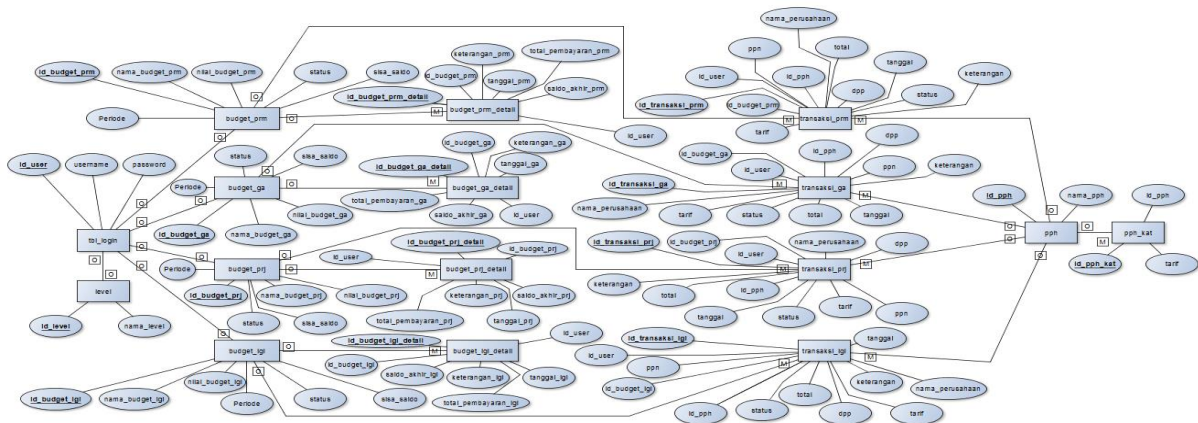 nama_perusahaan
ppn
total
id_user
id_pph
tanggal
keterangan
id_transaksi_prm
id_budget_prm
dpp
status
tarif
transaksi_prm
M
M
id_budget_prm
nama_budget_prm
nilai_budget_prm
status
sisa_saldo
Periode
budget_prm
O
O
O
keterangan_prm
total_pembayaran_prm
id_budget_prm
tanggal_prm
id_budget_prm_detail
saldo_akhir_prm
M
budget_prm_detail
id_user
id_user
username
password
tbl_login
O
O
O
O
O
O
level
id_level
nama_level
status
sisa_saldo
Periode
budget_ga
O
O
O
nilai_budget_ga
id_budget_ga
nama_budget_ga
keterangan_ga
id_budget_ga
id_budget_ga_detail
tanggal_ga
M
budget_ga_detail
total_pembayaran_ga
saldo_akhir_ga
id_user
dpp
id_pph
id_budget_ga
ppn
keterangan
id_user
id_transaksi_ga
M
transaksi_ga
M
nama_perusahaan
tarif
status
total
tanggal
id_pph
nama_pph
id_pph
pph
O
O
O
O
O
M
pph_kat
id_pph_kat
tarif
id_budget_prj_detail
id_budget_prj
id_user
budget_prj
O
O
O
Periode
id_budget_prj
nama_budget_prj
nilai_budget_prj
status
sisa_saldo
M
budget_prj_detail
keterangan_prj
saldo_akhir_prj
total_pembayaran_prj
tanggal_prj
id_transaksi_prj
id_budget_prj
nama_perusahaan
dpp
id_user
keterangan
M
transaksi_prj
M
total
id_pph
tanggal
status
tarif
ppn
O
budget_lgl
O
O
id_budget_lgl
nama_budget_lgl
nilai_budget_lgl
Periode
status
sisa_saldo
id_budget_lgl_detail
id_user
M
budget_lgl_detail
id_budget_lgl
saldo_akhir_lgl
keterangan_lgl
tanggal_lgl
total_pembayaran_lgl
id_transaksi_lgl
tanggal
id_user
transaksi_lgl
M
M
ppn
id_budget_lgl
keterangan
nama_perusahaan
id_pph
status
total
dpp
tarif